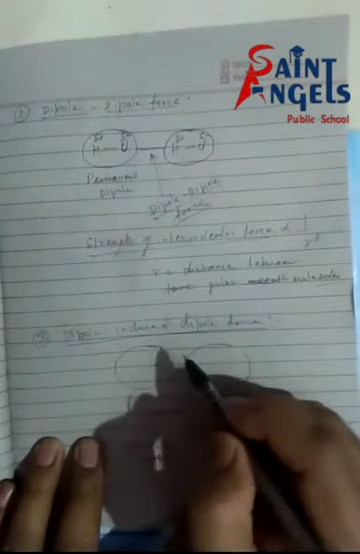 SAINT
ANGELS
Public - School
② Dipole - Dipole force -
δ+ δ- δ+ δ-
H - Cl H - Cl
Permanent
Dipole
Dipole - Dipole
force
Strength of intermolecular force ∝ 1/r³
r = distance between
polar molecules
③ Dipole induced dipole force :-